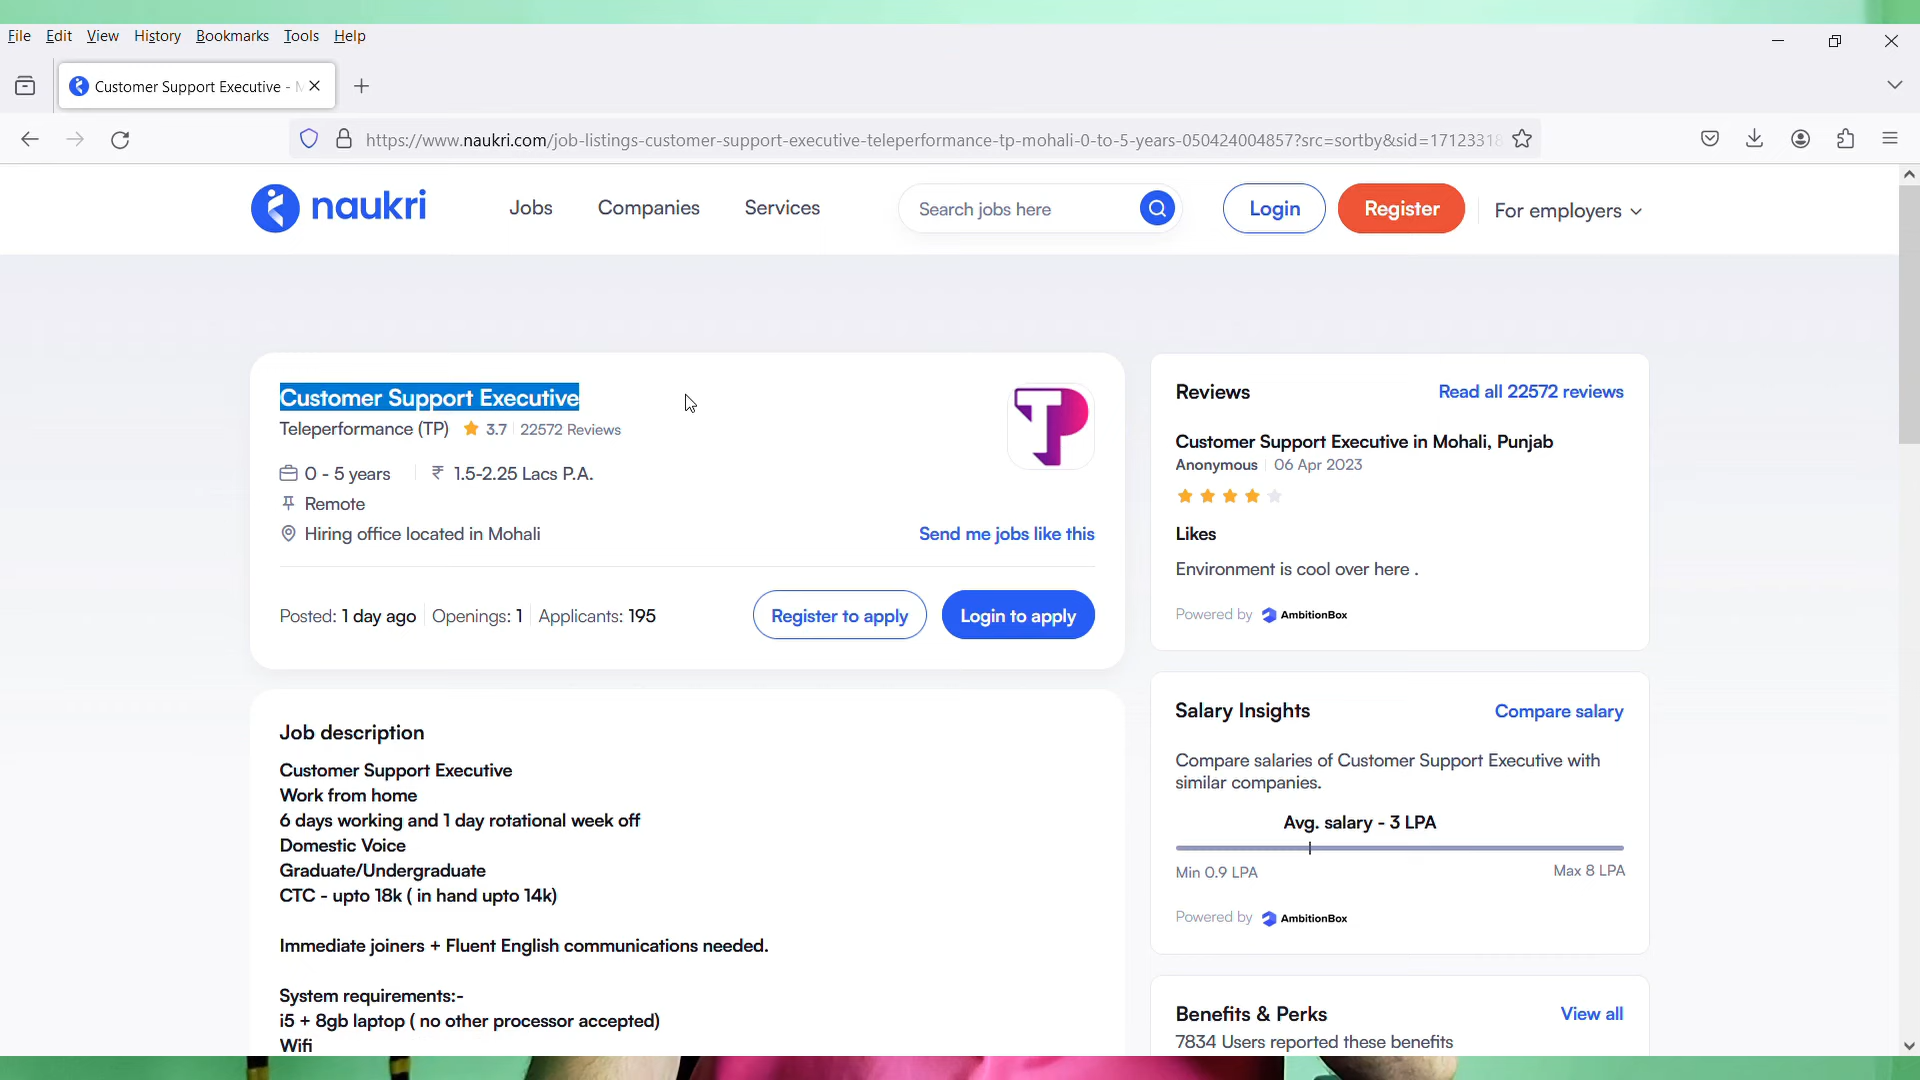 File Edit View History Bookmarks Tools Help
Customer Support Executive -
https://www.naukri.com/job-listings-customer-support-executive-teleperformance-tp-mohali-0-to-5-years-050424004857?src=sortby&sid=1712331
naukri
Jobs Companies Services
Search jobs here
Login Register For employers
Customer Support Executive
Teleperformance (TP) 3.7 22572 Reviews
0 - 5 years ₹ 1.5-2.25 Lacs P.A.
Remote
Hiring office located in Mohali
Send me jobs like this
Posted: 1 day ago Openings: 1 Applicants: 195
Register to apply Login to apply
TP
Job description
Customer Support Executive
Work from home
6 days working and 1 day rotational week off
Domestic Voice
Graduate/Undergraduate
CTC - upto 18k ( in hand upto 14k)
Immediate joiners + Fluent English communications needed.
System requirements:-
i5 + 8gb laptop ( no other processor accepted)
Wifi
Reviews Read all 22572 reviews
Customer Support Executive in Mohali, Punjab
Anonymous 06 Apr 2023
Likes
Environment is cool over here .
Powered by AmbitionBox
Salary Insights Compare salary
Compare salaries of Customer Support Executive with
similar companies.
Avg. salary - 3 LPA
Min 0.9 LPA Max 8 LPA
Powered by AmbitionBox
Benefits & Perks View all
7834 Users reported these benefits